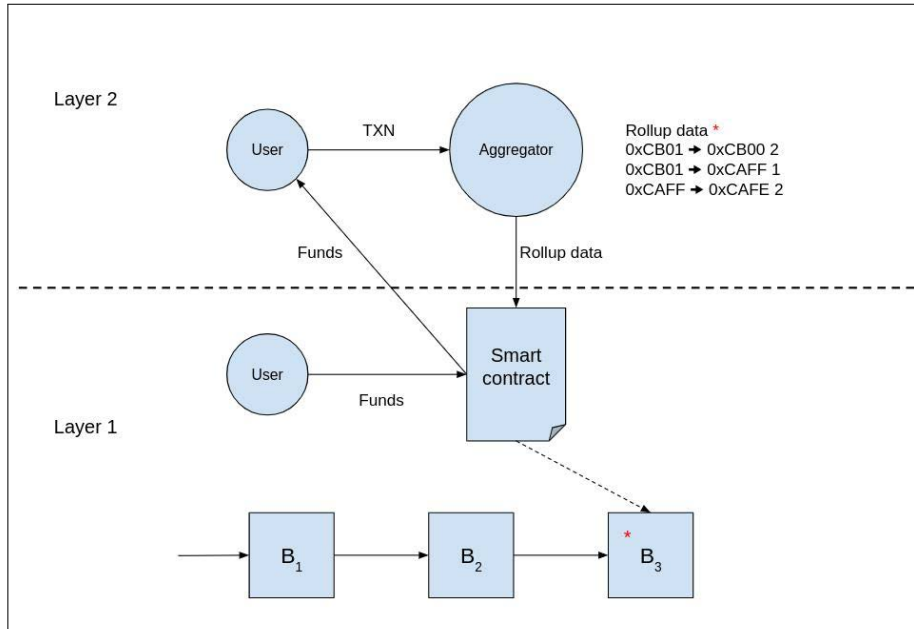 Layer 2
User
TXN
Aggregator
Rollup data *
0xCB01 → 0xCB00 2
0xCB01 → 0xCAFF 1
0xCAFF → 0xCAFE 2
Funds
Rollup data
User
Funds
Smart
contract
Layer 1
B1
B2
*
B3